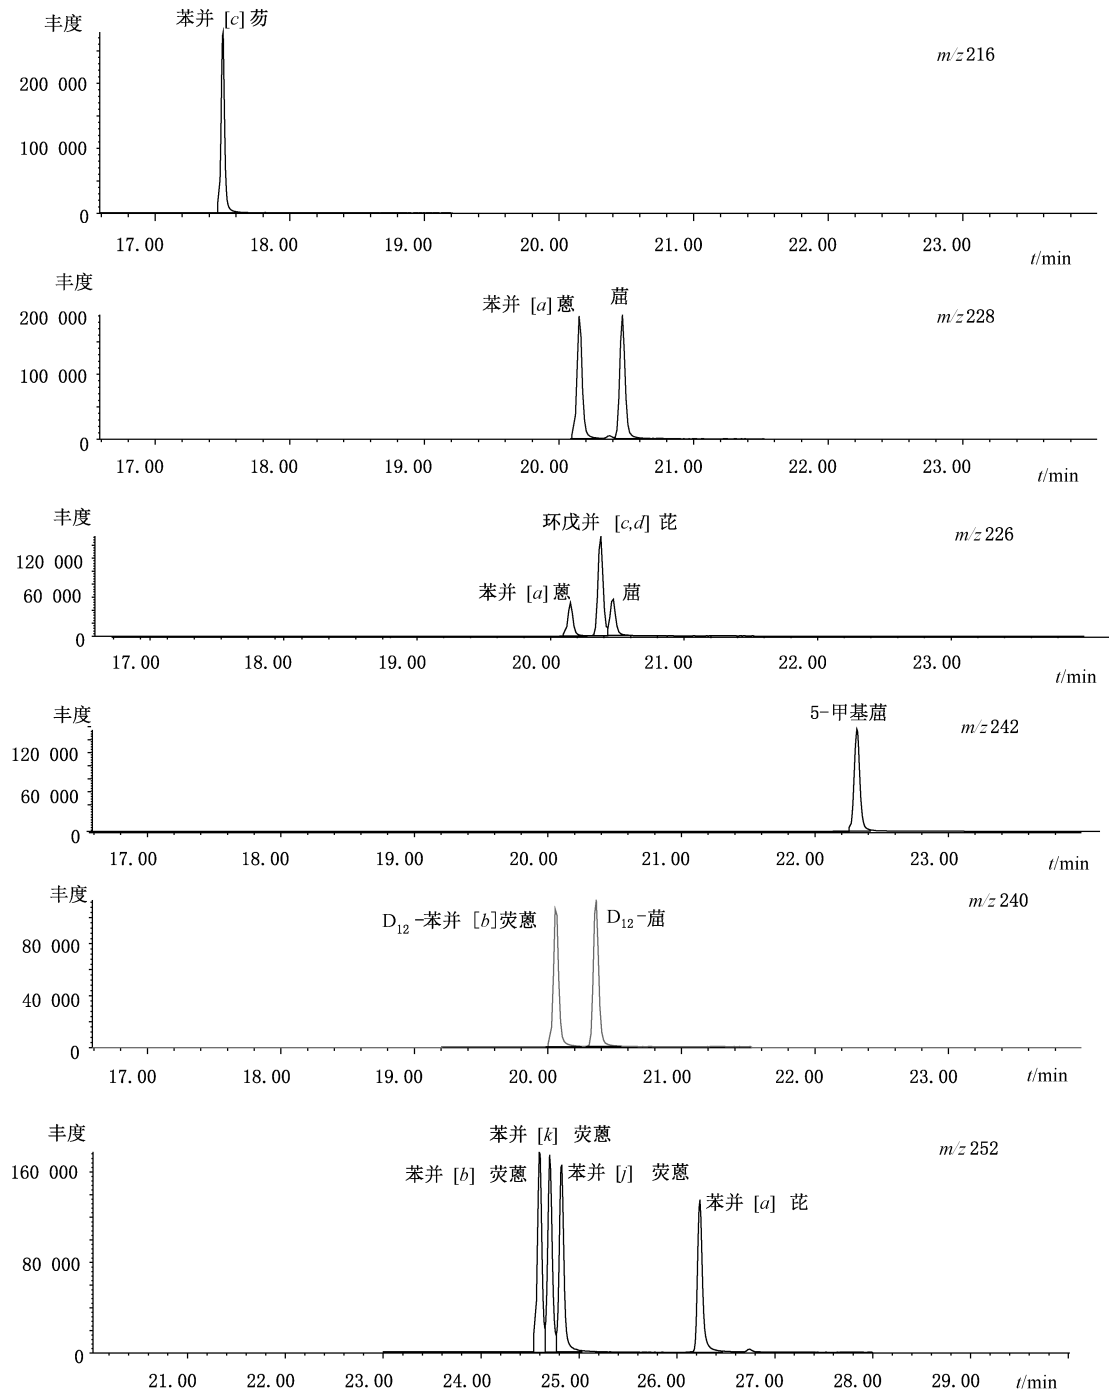 丰度
苯并 [c] 芴
m/z 216
200 000
100 000
0
17.00 18.00 19.00 20.00 21.00 22.00 23.00
t/min
丰度
苯并 [a] 蒽
䓛
m/z 228
200 000
100 000
0
17.00 18.00 19.00 20.00 21.00 22.00 23.00
t/min
丰度
环戊并 [c,d] 芘
m/z 226
120 000
苯并 [a] 蒽
䓛
60 000
0
17.00 18.00 19.00 20.00 21.00 22.00 23.00
t/min
丰度
5-甲基䓛
m/z 242
120 000
60 000
0
17.00 18.00 19.00 20.00 21.00 22.00 23.00
t/min
丰度
m/z 240
D12-苯并 [b]荧蒽
D12-䓛
80 000
40 000
0
17.00 18.00 19.00 20.00 21.00 22.00 23.00
t/min
丰度
苯并 [k] 荧蒽
m/z 252
160 000
苯并 [b] 荧蒽
苯并 [j] 荧蒽
苯并 [a] 芘
80 000
0
21.00 22.00 23.00 24.00 25.00 26.00 27.00 28.00 29.00 t/min